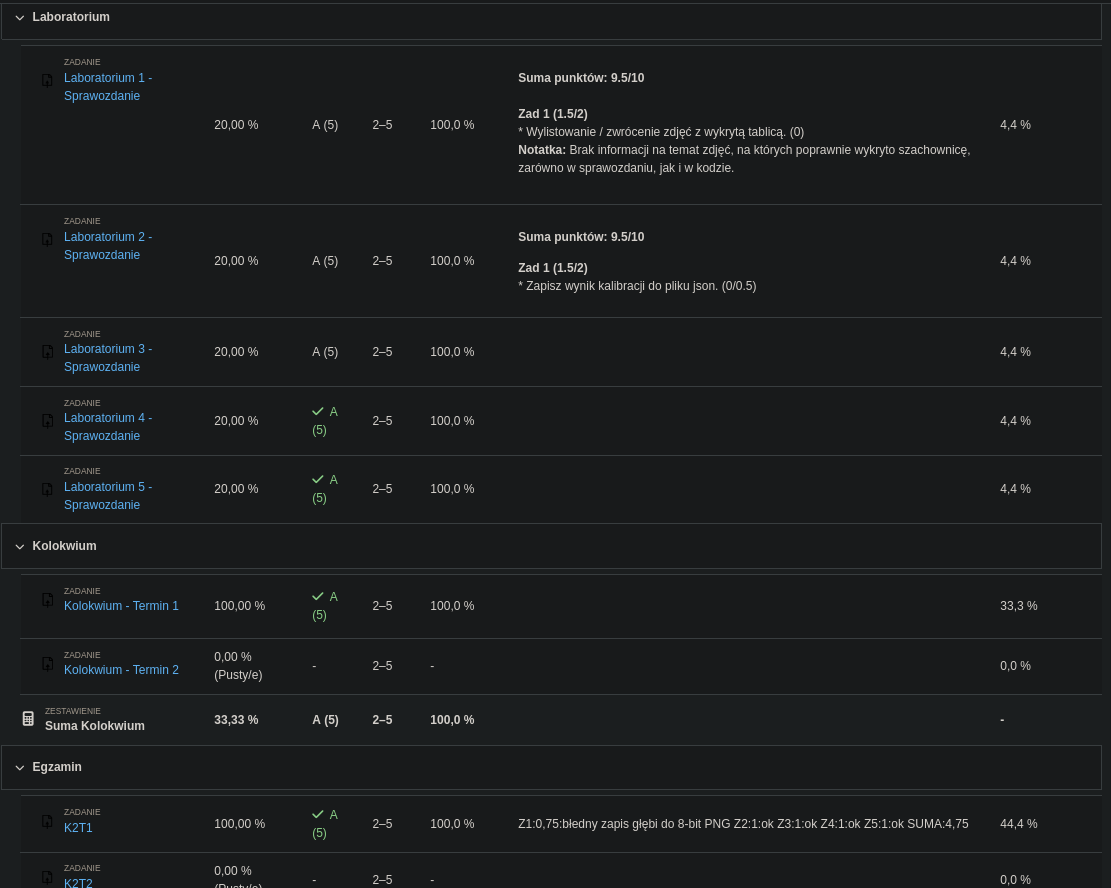 Laboratorium
ZADANIE
Laboratorium 1 -
Sprawozdanie
20,00 %
A (5)
2–5
100,0 %
Suma punktów: 9.5/10
Zad 1 (1.5/2)
* Wylistowanie / zwrócenie zdjęć z wykrytą tablicą. (0)
Notatka: Brak informacji na temat zdjęć, na których poprawnie wykryto szachownicę,
zarówno w sprawozdaniu, jak i w kodzie.
4,4 %
ZADANIE
Laboratorium 2 -
Sprawozdanie
20,00 %
A (5)
2–5
100,0 %
Suma punktów: 9.5/10
Zad 1 (1.5/2)
* Zapisz wynik kalibracji do pliku json. (0/0.5)
4,4 %
ZADANIE
Laboratorium 3 -
Sprawozdanie
20,00 %
A (5)
2–5
100,0 %
4,4 %
ZADANIE
Laboratorium 4 -
Sprawozdanie
20,00 %
A
(5)
2–5
100,0 %
4,4 %
ZADANIE
Laboratorium 5 -
Sprawozdanie
20,00 %
A
(5)
2–5
100,0 %
4,4 %
Kolokwium
ZADANIE
Kolokwium - Termin 1
100,00 %
A
(5)
2–5
100,0 %
33,3 %
ZADANIE
Kolokwium - Termin 2
0,00 %
(Pusty/e)
-
2–5
-
0,0 %
ZESTAWIENIE
Suma Kolokwium
33,33 %
A (5)
2–5
100,0 %
-
Egzamin
ZADANIE
K2T1
100,00 %
A
(5)
2–5
100,0 %
Z1:0,75:błedny zapis głębi do 8-bit PNG Z2:1:ok Z3:1:ok Z4:1:ok Z5:1:ok SUMA:4,75
44,4 %
ZADANIE
K2T2
0,00 %
(Pusty/e)
-
2–5
-
0,0 %